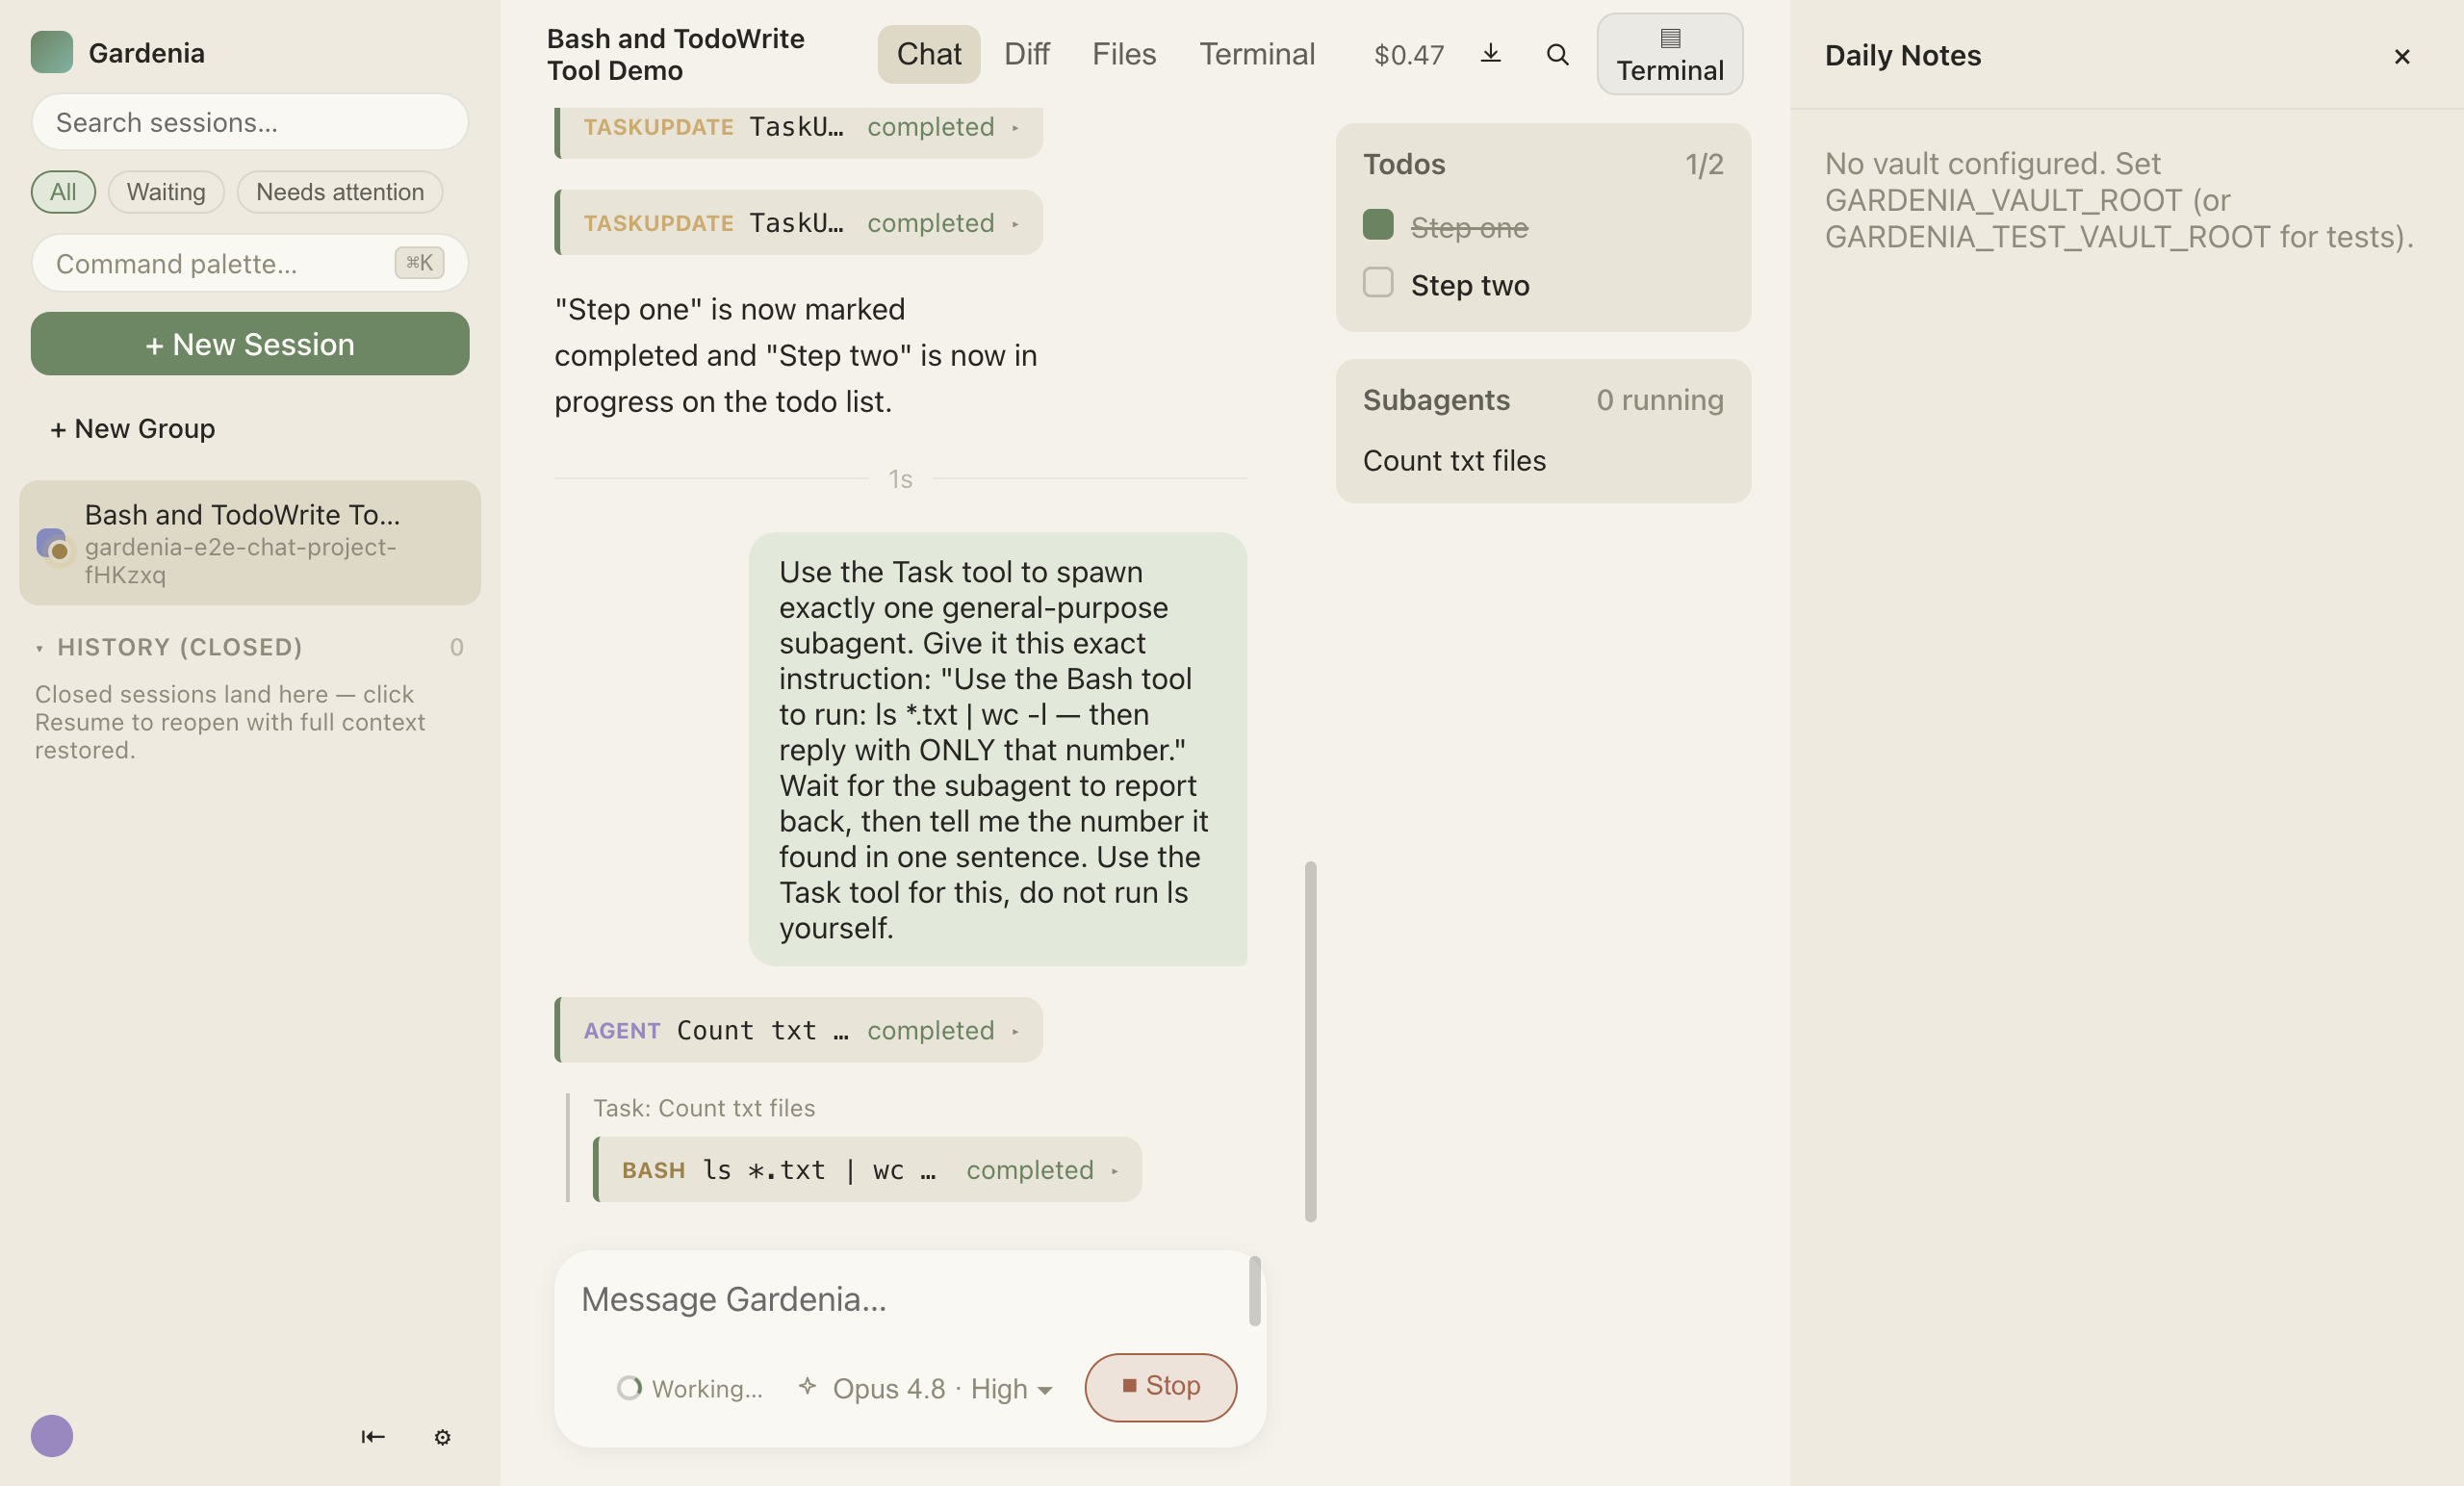 Gardenia
Search sessions...
All
Waiting
Needs attention
Command palette...
⌘K
+ New Session
+ New Group
Bash and TodoWrite To...
gardenia-e2e-chat-project-
fHKzxq
HISTORY (CLOSED)
0
Closed sessions land here — click
Resume to reopen with full context
restored.
Bash and TodoWrite
Tool Demo
Chat
Diff
Files
Terminal
$0.47
Terminal
TASKUPDATE TaskU… completed
TASKUPDATE TaskU… completed
"Step one" is now marked
completed and "Step two" is now in
progress on the todo list.
1s
Use the Task tool to spawn
exactly one general-purpose
subagent. Give it this exact
instruction: "Use the Bash tool
to run: ls *.txt | wc -l — then
reply with ONLY that number."
Wait for the subagent to report
back, then tell me the number it
found in one sentence. Use the
Task tool for this, do not run ls
yourself.
AGENT Count txt … completed
Task: Count txt files
BASH ls *.txt | wc … completed
Message Gardenia...
Working...
Opus 4.8 · High
Stop
Todos
1/2
Step one
Step two
Subagents
0 running
Count txt files
Daily Notes
×
No vault configured. Set
GARDENIA_VAULT_ROOT (or
GARDENIA_TEST_VAULT_ROOT for tests).